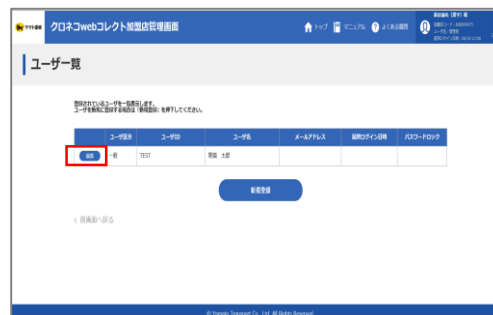 ヤマト運輸 クロネコwebコレクト加盟店管理画面
トップ マニュアル よくある質問
ユーザ一覧
登録されているユーザを一覧表示します。
ユーザを新規に登録する場合は「新規登録」を押下してください。
ユーザ区分 ユーザID ユーザ名 メールアドレス 最終ログイン日時 パスワードロック
編集 一般 TEST 太郎
新規登録
< 前画面へ戻る
© Yamato Transport Co., Ltd. All Rights Reserved.